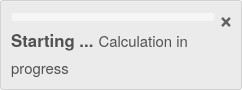 Starting ... Calculation in
progress